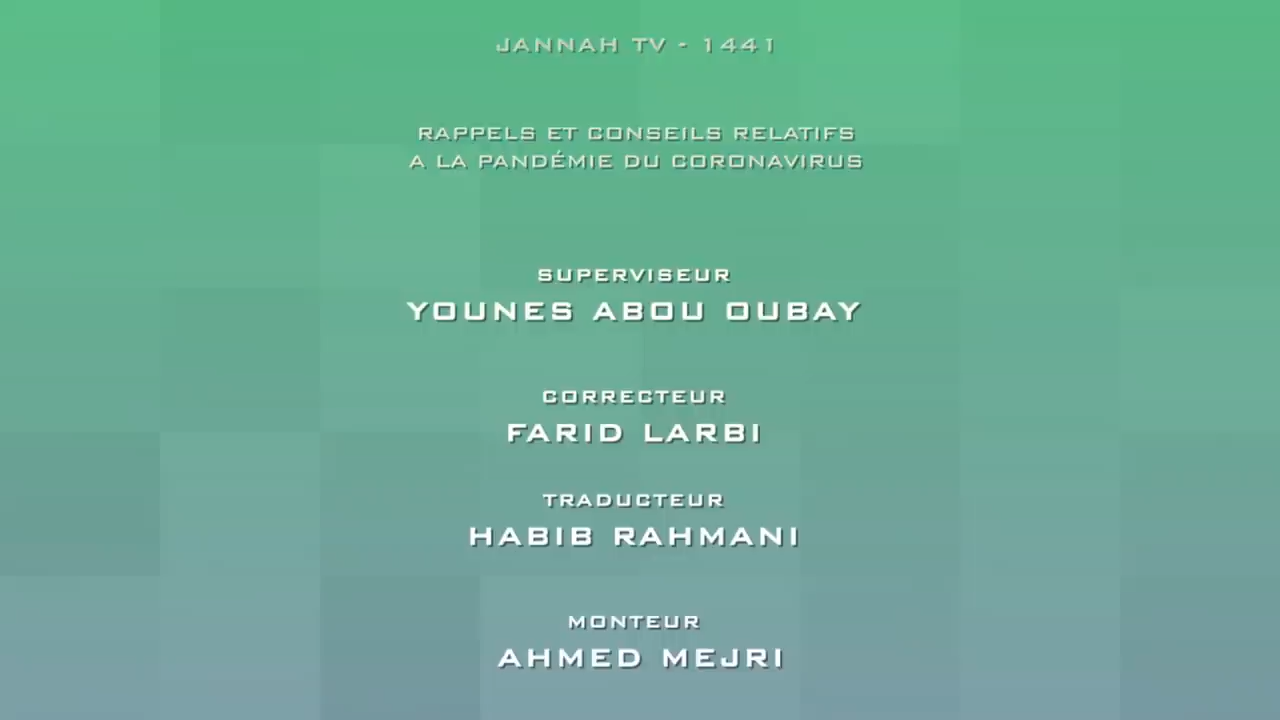 JANNAH TV - 1441
RAPPELS ET CONSEILS RELATIFS
A LA PANDÉMIE DU CORONAVIRUS
SUPERVISEUR
YOUNES ABOU OUBAY
CORRECTEUR
FARID LARBI
TRADUCTEUR
HABIB RAHMANI
MONTEUR
AHMED MEJRI